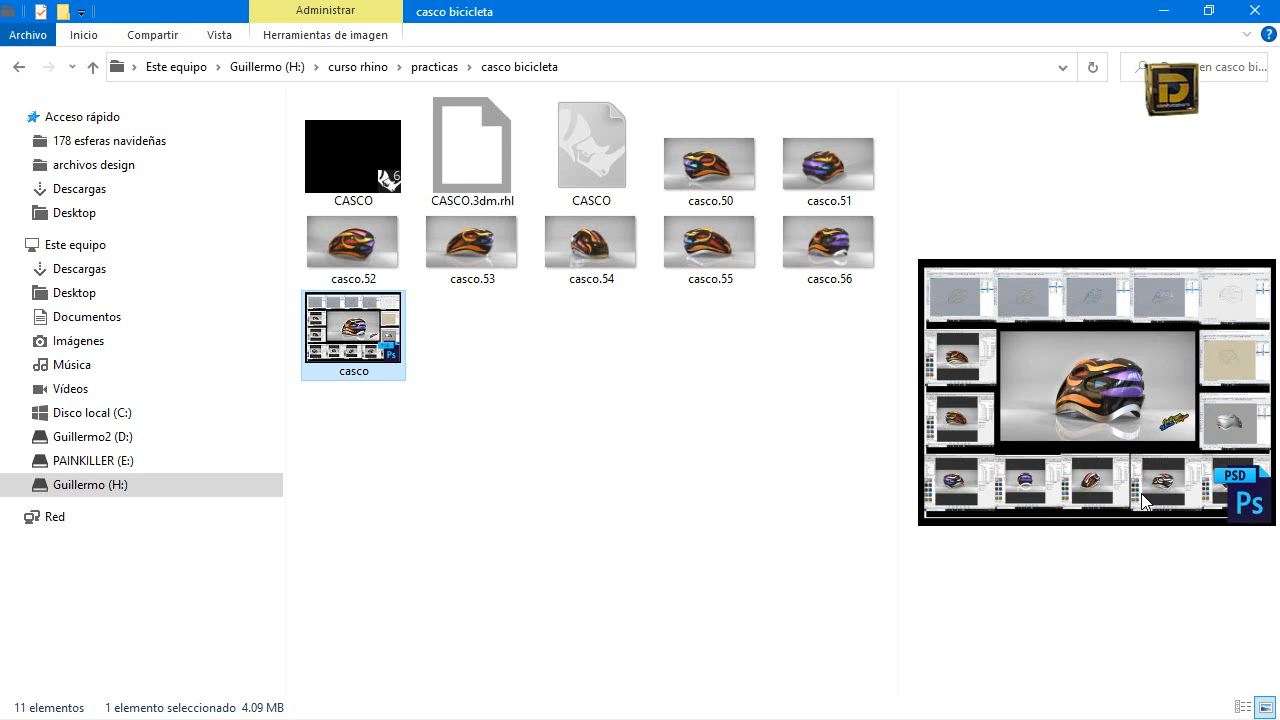 Administrar
casco bicicleta
Archivo
Inicio
Compartir
Vista
Herramientas de imagen
Este equipo
Guillermo (H:)
curso rhino
practicas
casco bicicleta
en casco bi...
Acceso rápido
178 esferas navideñas
archivos design
Descargas
Desktop
Este equipo
Descargas
Desktop
Documentos
Imágenes
Música
Vídeos
Disco local (C:)
Guillermo2 (D:)
PAINKILLER (E:)
Guillermo (H:)
Red
6
CASCO
CASCO.3dm.rhl
CASCO
casco.50
casco.51
casco.52
casco.53
casco.54
casco.55
casco.56
Ps
casco
D
PSD
Ps
11 elementos
1 elemento seleccionado 4.09 MB